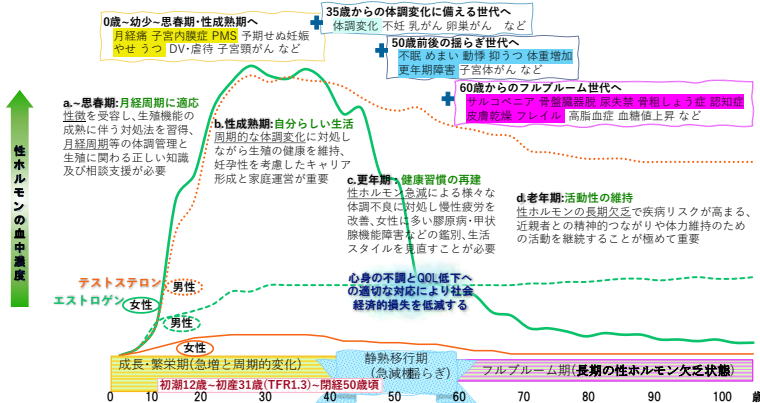 0歳~幼少~思春期・性成熟期へ
月経痛 子宮内膜症 PMS 予期せぬ妊娠
やせ うつ DV・虐待 子宮頸がん など
35歳からの体調変化に備える世代へ
体調変化 不妊 乳がん 卵巣がん など
50歳前後の揺らぎ世代へ
不眠 めまい 動悸 抑うつ 体重増加
更年期障害 子宮体がん など
60歳からのフルブルーム世代へ
サルコペニア 骨盤臓器脱 尿失禁 骨粗しょう症 認知症
皮膚乾燥 フレイル 高脂血症 血糖値上昇 など
a.~思春期:月経周期に適応
性徴を受容し、生殖機能の
成熟に伴う対処法を習得、
月経周期等の体調管理と
生殖に関わる正しい知識
及び相談支援が必要
b.性成熟期:自分らしい生活
周期的な体調変化に対処し
ながら生殖の健康を維持、
妊孕性を考慮したキャリア
形成と家庭運営が重要
c.更年期:健康習慣の再建
性ホルモン急減による様々な
体調不良に対処し慢性疲労を
改善、女性に多い膠原病・甲状
腺機能障害などの鑑別、生活
スタイルを見直すことが必要
d.老年期:活動性の維持
性ホルモンの長期欠乏で疾病リスクが高まる、
近親者との精神的つながりや体力維持のため
の活動を継続することが極めて重要
性ホルモンの血中濃度
テストステロン 男性
エストロゲン 女性
男性
女性
心身の不調とQOL低下へ
の適切な対応により社会
経済的損失を低減する
成長・繁栄期(急増と周期的変化)
静熟移行期
(急減と揺らぎ)
フルブルーム期(長期の性ホルモン欠乏状態)
初潮12歳~初産31歳(TFR1.3)~閉経50歳頃
0 10 20 30 40 50 60 70 80 90 100 歳